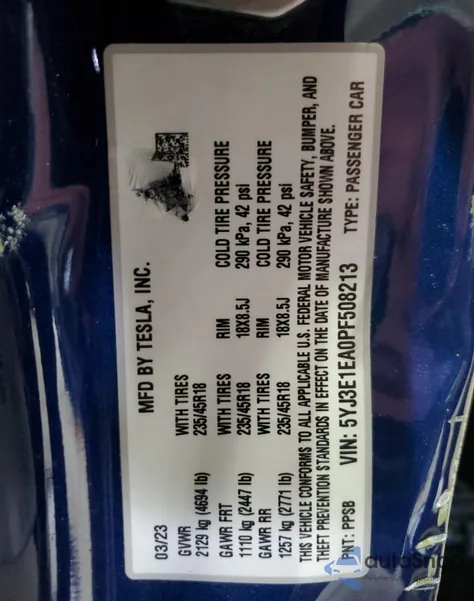 MFD BY TESLA, INC.
03/23
GVWR WITH TIRES RIM COLD TIRE PRESSURE
2129 kg (4694 lb) 235/45R18 18X8.5J 290 kPa, 42 psi
GAWR FRT WITH TIRES RIM COLD TIRE PRESSURE
1110 kg (2447 lb) 235/45R18 18X8.5J 290 kPa, 42 psi
GAWR RR
1257 kg (2771 lb) 235/45R18
THIS VEHICLE CONFORMS TO ALL APPLICABLE U.S. FEDERAL MOTOR VEHICLE SAFETY, BUMPER, AND
THEFT PREVENTION STANDARDS IN EFFECT ON THE DATE OF MANUFACTURE SHOWN ABOVE.
PNT: PPSB VIN: 5YJ3E1EA0PF508213 TYPE: PASSENGER CAR